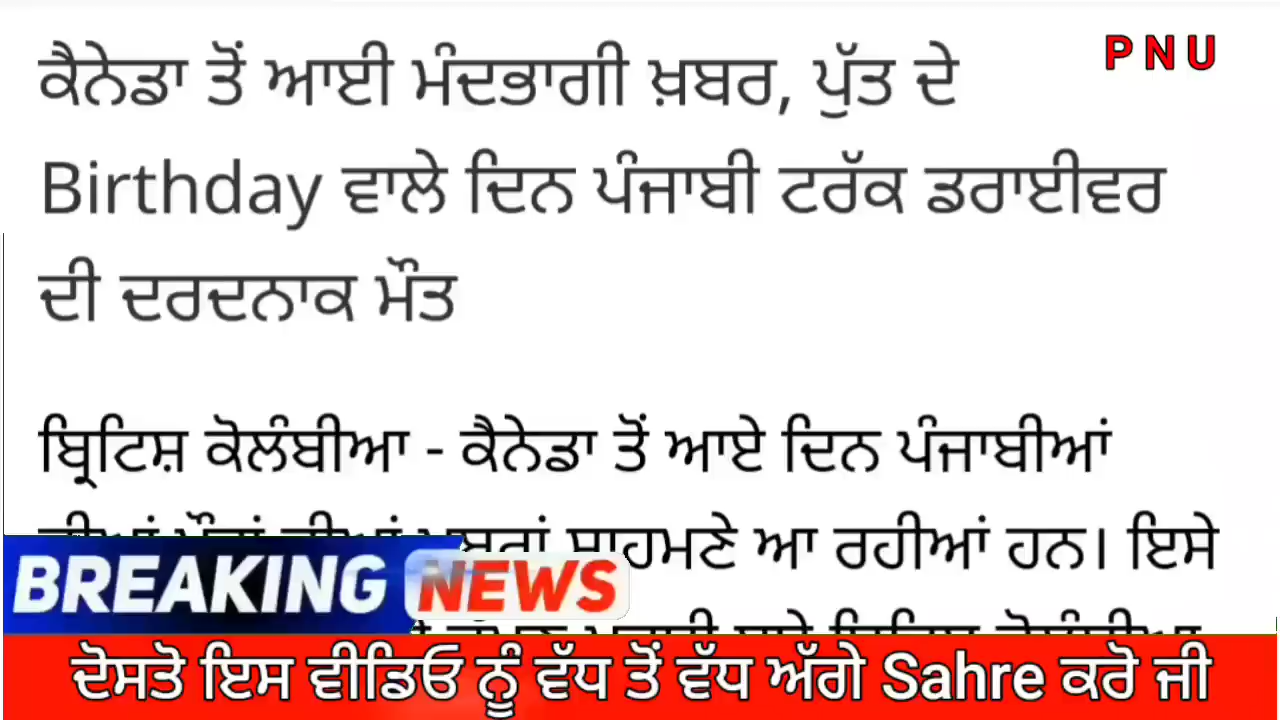 PNU
ਕੈਨੇਡਾ ਤੋਂ ਆਈ ਮੰਦਭਾਗੀ ਖ਼ਬਰ, ਪੁੱਤ ਦੇ
Birthday ਵਾਲੇ ਦਿਨ ਪੰਜਾਬੀ ਟਰੱਕ ਡਰਾਈਵਰ
ਦੀ ਦਰਦਨਾਕ ਮੌਤ
ਬ੍ਰਿਟਿਸ਼ ਕੋਲੰਬੀਆ - ਕੈਨੇਡਾ ਤੋਂ ਆਏ ਦਿਨ ਪੰਜਾਬੀਆਂ
ਸਾਹਮਣੇ ਆ ਰਹੀਆਂ ਹਨ। ਇਸੇ
BREAKING NEWS
ਦੋਸਤੋ ਇਸ ਵੀਡਿਓ ਨੂੰ ਵੱਧ ਤੋਂ ਵੱਧ ਅੱਗੇ Sahre ਕਰੋ ਜੀ